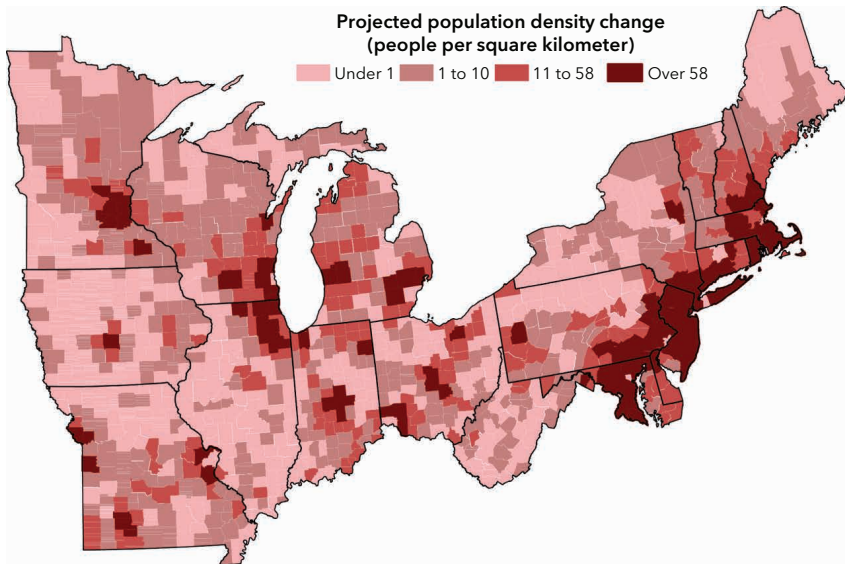 Projected population density change
(people per square kilometer)
Under 1 1 to 10 11 to 58 Over 58